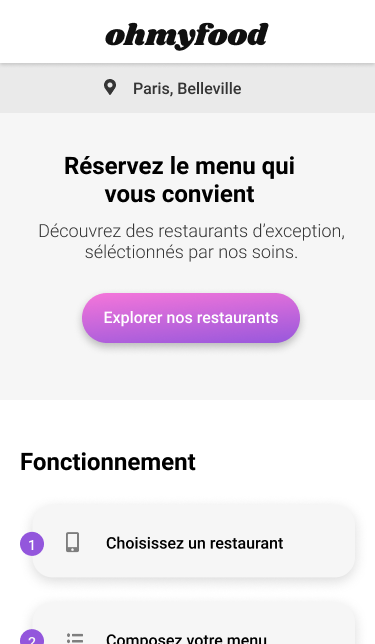 ohmyfood
Paris, Belleville
Réservez le menu qui
vous convient
Découvrez des restaurants d’exception,
séléctionnés par nos soins.
Explorer nos restaurants
Fonctionnement
1 Choisissez un restaurant
2 Composez votre menu